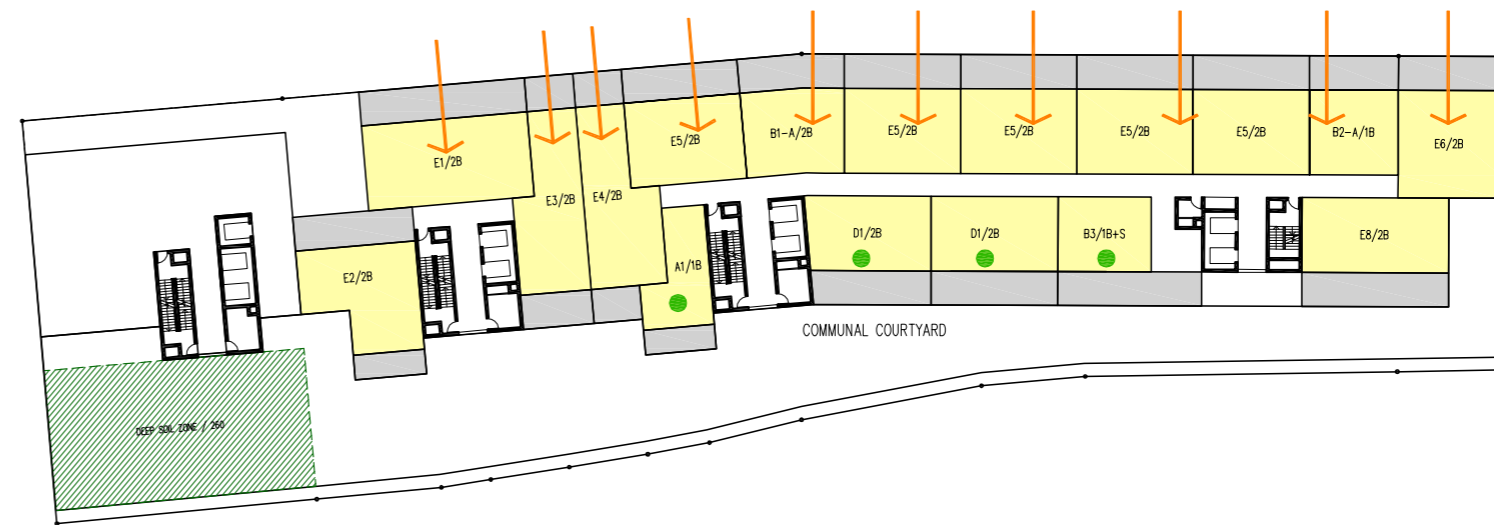 B1-A/2B
E5/2B
E5/2B
E5/2B
E5/2B
B2-A/1B
E5/2B
E6/2B
E1/2B
E3/2B
E4/2B
D1/2B
D1/2B
B3/1B+S
E8/2B
A1/1B
E2/2B
COMMUNAL COURTYARD
DEEP SOIL ZONE / 260